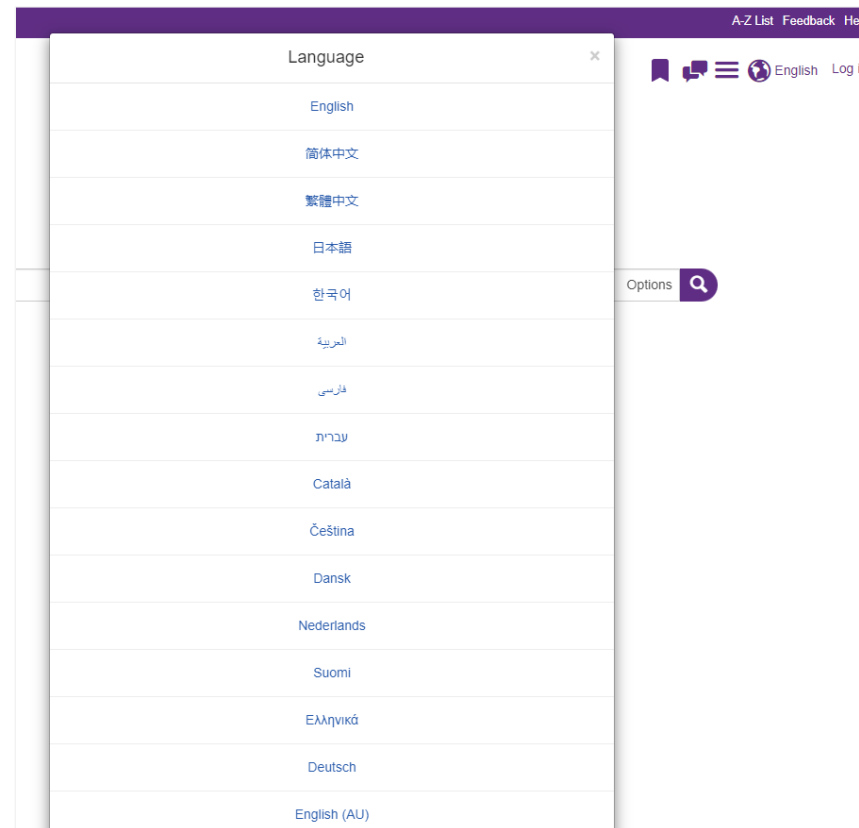 A-Z List Feedback
Language ×
English Log
English
简体中文
繁體中文
日本語
한국어
Options
العربية
فارسی
עברית
Català
Čeština
Dansk
Nederlands
Suomi
Ελληνικά
Deutsch
English (AU)